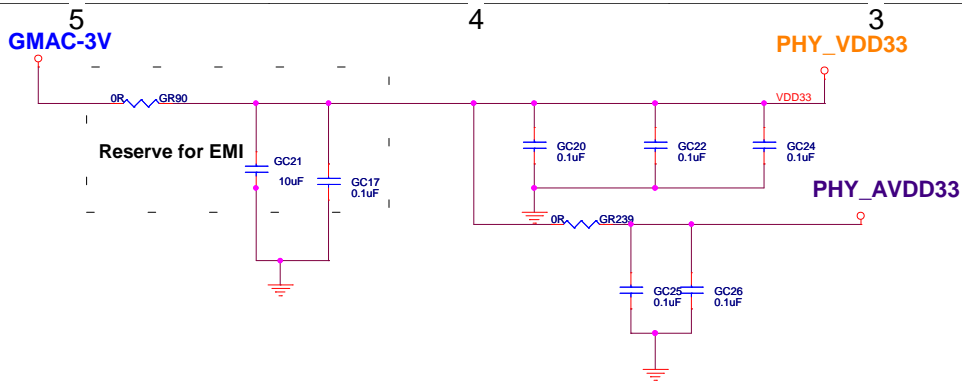 5 4 3
GMAC-3V
PHY_VDD33
0R GR90
VDD33
Reserve for EMI
GC21
10uF
GC17
0.1uF
GC20
0.1uF
GC22
0.1uF
GC24
0.1uF
PHY_AVDD33
0R GR239
GC25
0.1uF
GC26
0.1uF